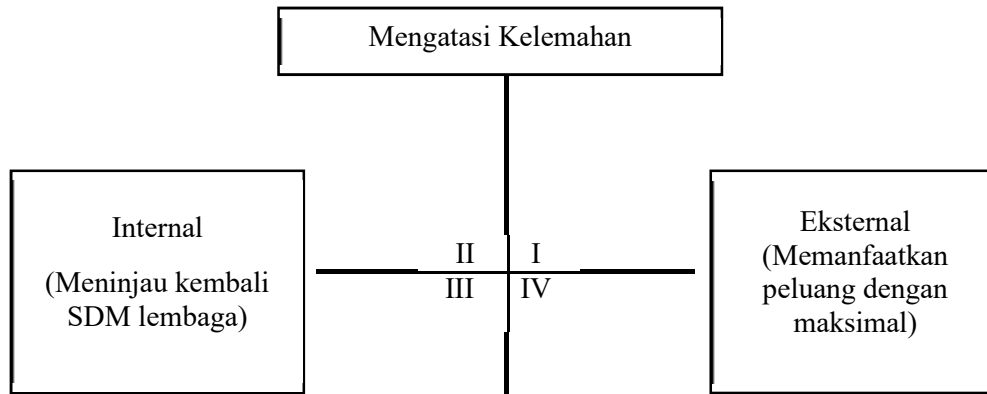 Mengatasi Kelemahan
Internal
(Meninjau kembali
SDM lembaga)
II I
III IV
Eksternal
(Memanfaatkan
peluang dengan
maksimal)